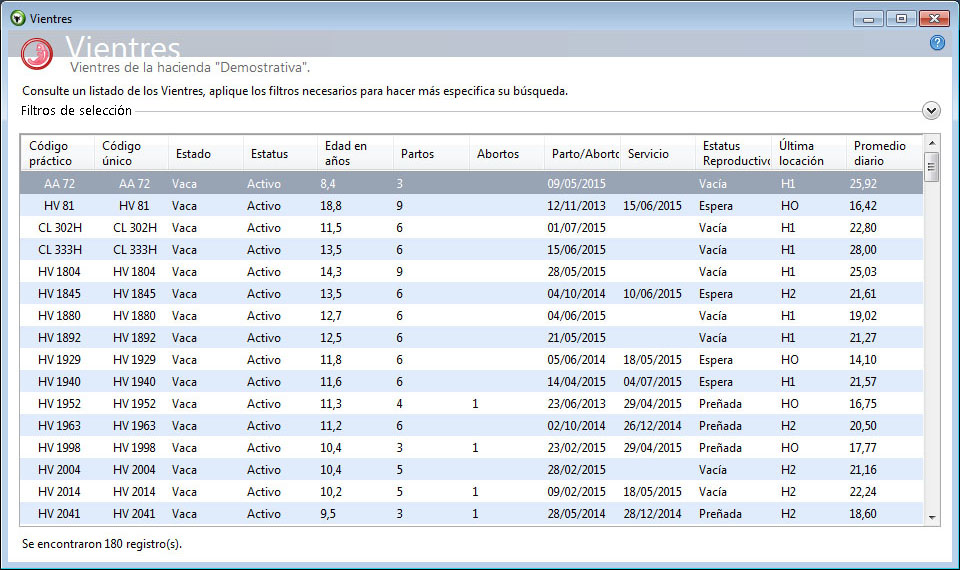 Vientres
Vientres
Vientres de la hacienda "Demostrativa".
Consulte un listado de los Vientres, aplique los filtros necesarios para hacer más especifica su búsqueda.
Filtros de selección
Código práctico Código único Estado Estatus Edad en años Partos Abortos Parto/Aborto Servicio Estatus Reproductivo Última locación Promedio diario
AA 72 AA 72 Vaca Activo 8,4 3 09/05/2015 Vacía H1 25,92
HV 81 HV 81 Vaca Activo 18,8 9 12/11/2013 15/06/2015 Espera HO 16,42
CL 302H CL 302H Vaca Activo 11,5 6 01/07/2015 Vacía H1 22,80
CL 333H CL 333H Vaca Activo 13,5 6 15/06/2015 Vacía H1 28,00
HV 1804 HV 1804 Vaca Activo 14,3 9 28/05/2015 Vacía H1 25,03
HV 1845 HV 1845 Vaca Activo 13,5 6 04/10/2014 10/06/2015 Espera H2 21,61
HV 1880 HV 1880 Vaca Activo 12,7 6 04/06/2015 Vacía H1 19,02
HV 1892 HV 1892 Vaca Activo 12,5 6 21/05/2015 Vacía H1 21,27
HV 1929 HV 1929 Vaca Activo 11,8 6 05/06/2014 18/05/2015 Espera HO 14,10
HV 1940 HV 1940 Vaca Activo 11,6 6 14/04/2015 04/07/2015 Espera H1 21,57
HV 1952 HV 1952 Vaca Activo 11,3 4 1 23/06/2013 29/04/2015 Preñada HO 16,75
HV 1963 HV 1963 Vaca Activo 11,2 6 02/10/2014 26/12/2014 Preñada H2 20,50
HV 1998 HV 1998 Vaca Activo 10,4 3 1 23/02/2015 29/04/2015 Preñada HO 17,77
HV 2004 HV 2004 Vaca Activo 10,4 5 28/02/2015 Vacía H2 21,16
HV 2014 HV 2014 Vaca Activo 10,2 5 1 09/02/2015 18/05/2015 Vacía H2 22,24
HV 2041 HV 2041 Vaca Activo 9,5 3 1 28/05/2014 28/12/2014 Preñada H2 18,60
Se encontraron 180 registro(s).